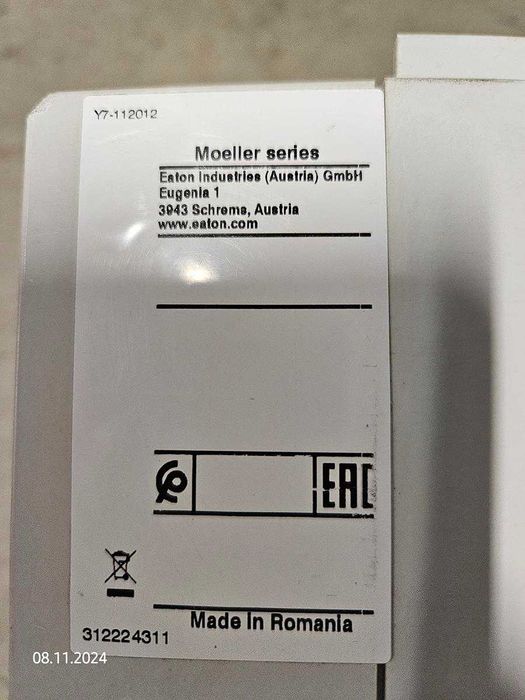 Y7-112012
Moeller series
Eaton Industries (Austria) GmbH
Eugenia 1
3943 Schrems, Austria
www.eaton.com
EAC
Made in Romania
312224311
08.11.2024